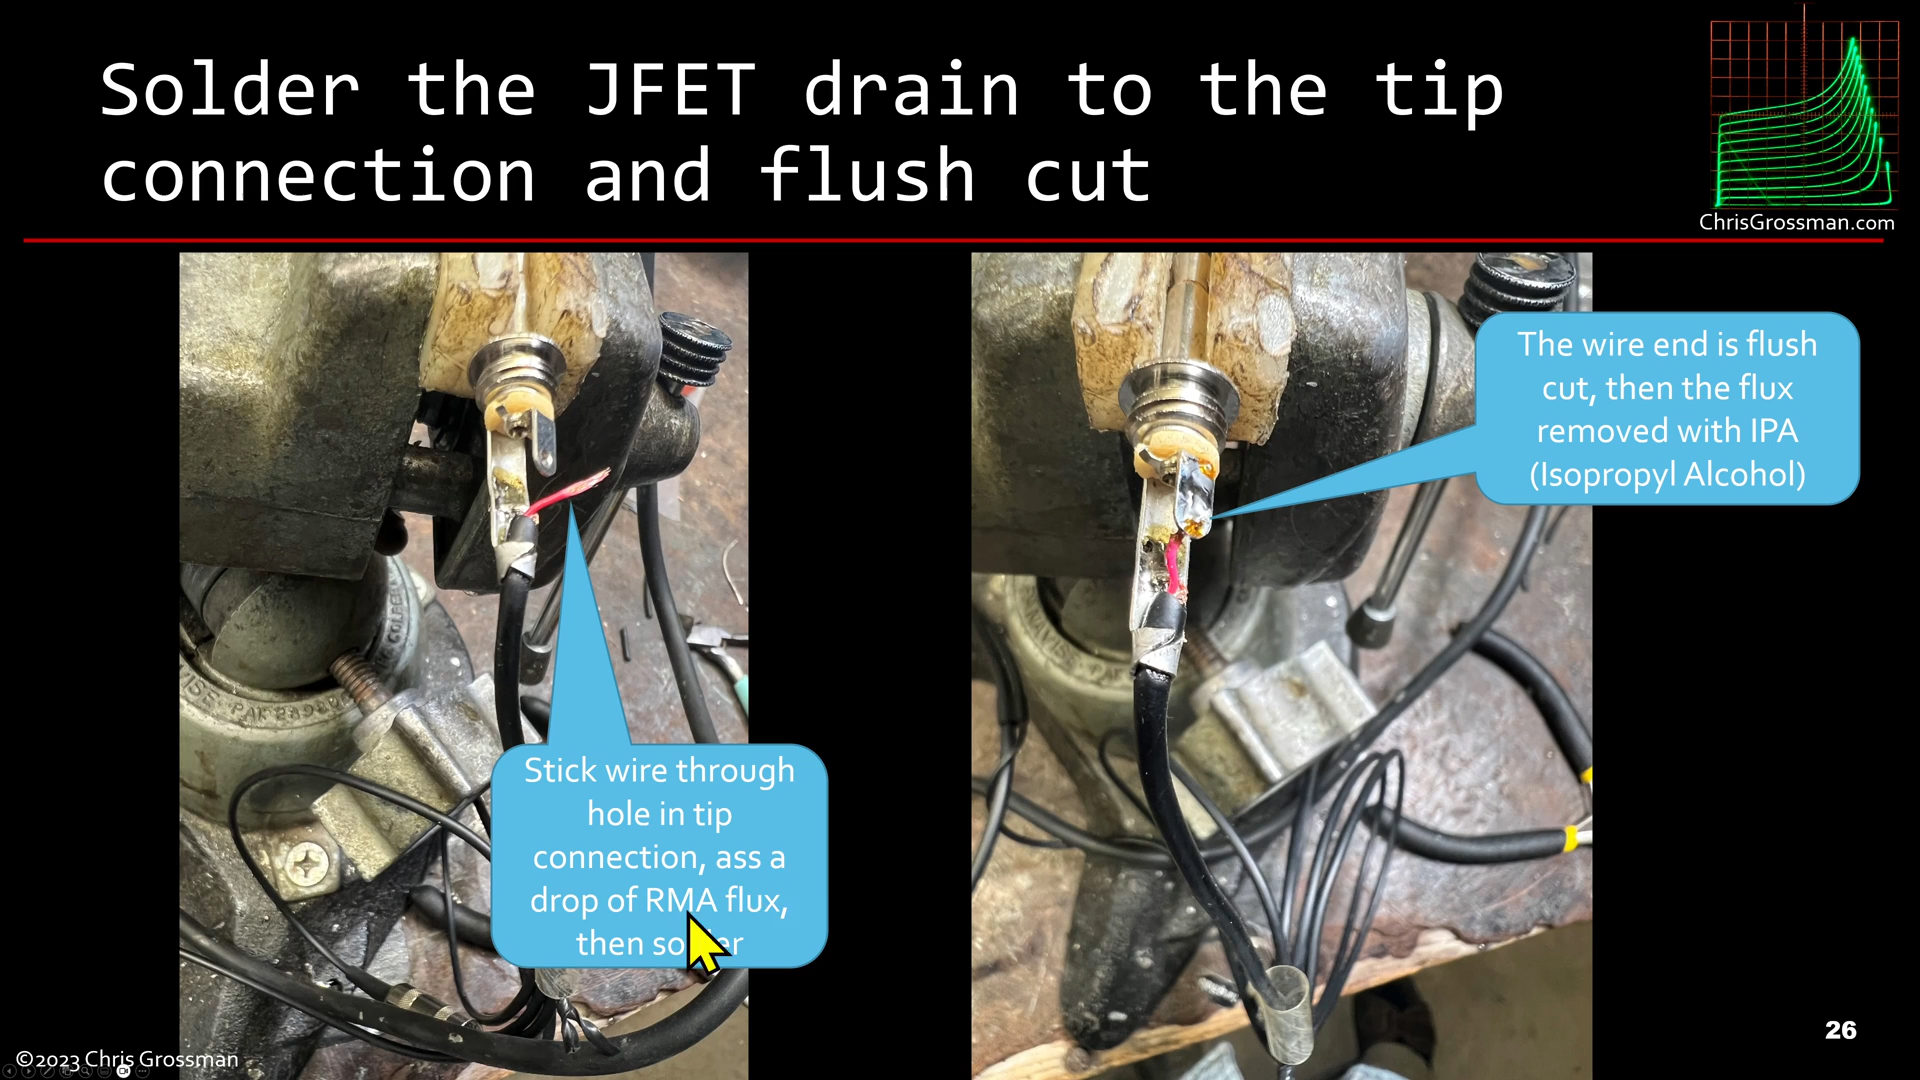 Solder the JFET drain to the tip
connection and flush cut
ChrisGrossman.com
The wire end is flush
cut, then the flux
removed with IPA
(Isopropyl Alcohol)
Stick wire through
hole in tip
connection, ass a
drop of RMA flux,
then solder
26
©2023 Chris Grossman